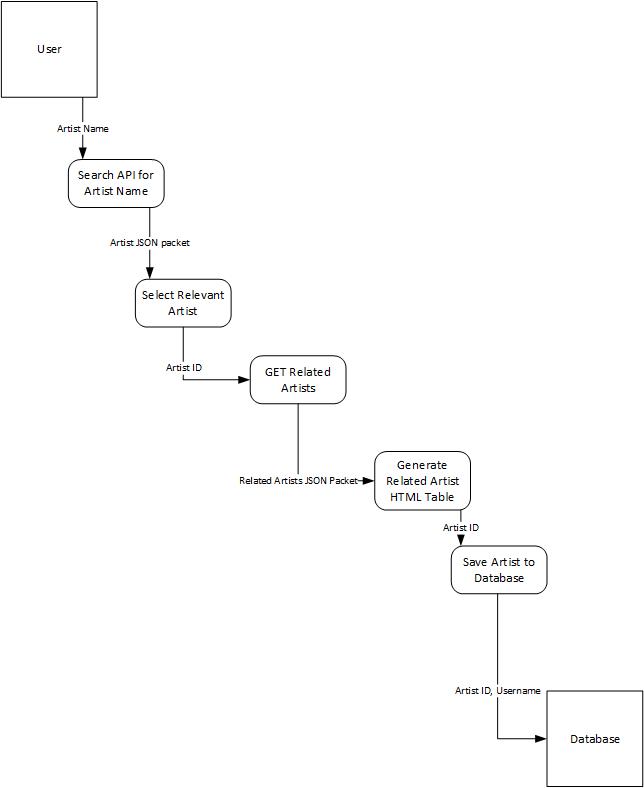 User
Artist Name
Search API for
Artist Name
Artist JSON packet
Select Relevant
Artist
Artist ID
GET Related
Artists
Related Artists JSON Packet
Generate
Related Artist
HTML Table
Artist ID
Save Artist to
Database
Artist ID, Username
Database